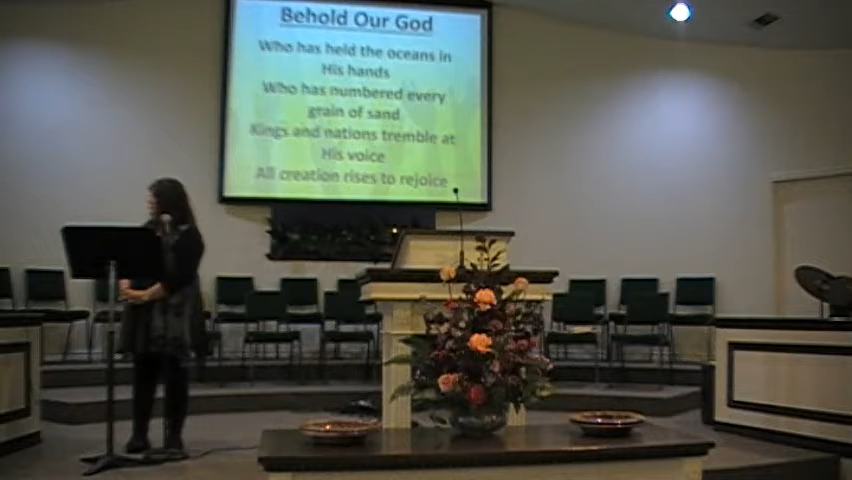 Behold Our God
Who has held the oceans in
His hands
Who has numbered every
grain of sand
Kings and nations tremble at
His voice
All creation rises to rejoice